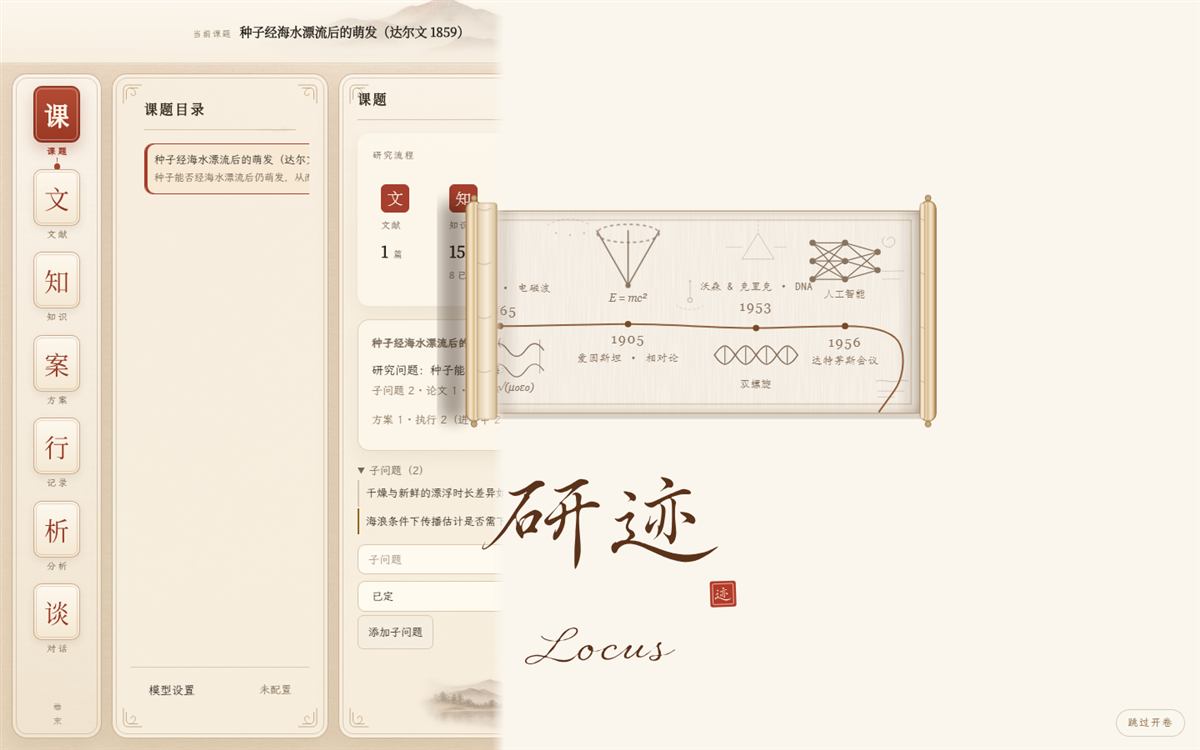 当前课题 种子经海水漂流后的萌发（达尔文 1859）
课
课题
文
文献
知
知识
案
方案
行
记录
析
分析
谈
对话
课题目录
种子经海水漂流后的萌发（达尔文
种子能否经海水漂流后仍萌发，从
模型设置 未配置
课题
研究流程
文 知
文献
1 篇
15
8
种子经海水漂流后的
研究问题：种子能
子问题 2・论文 1・
方案 1・执行 2
▼ 子问题（2）
干燥与新鲜的漂浮时长差异
海浪条件下传播估计是否需
子问题
已定
添加子问题
• 电磁波
65
E = mc²
1905
爱因斯坦 • 相对论
沃森 & 克里克 • DNA
1953
双螺旋
人工智能
1956
达特茅斯会议
研迹
迹
Locus
跳过开卷